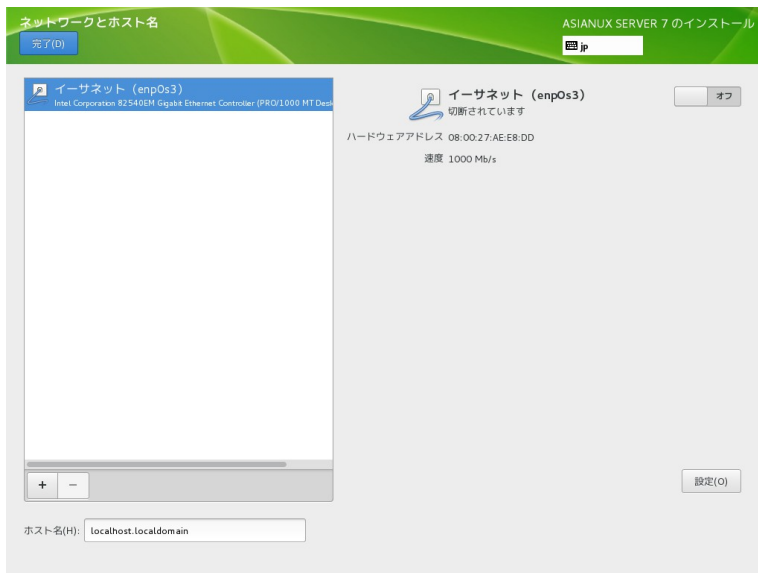 ネットワークとホスト名
ASIANUX SERVER 7 のインストール
完了(D)
jp
イーサネット (enp0s3)
Intel Corporation 82540EM Gigabit Ethernet Controller (PRO/1000 MT Desk
イーサネット (enp0s3)
オフ
切断されています
ハードウェアアドレス 08:00:27:AE:E8:DD
速度 1000 Mb/s
+ −
設定(O)
ホスト名(H): localhost.localdomain